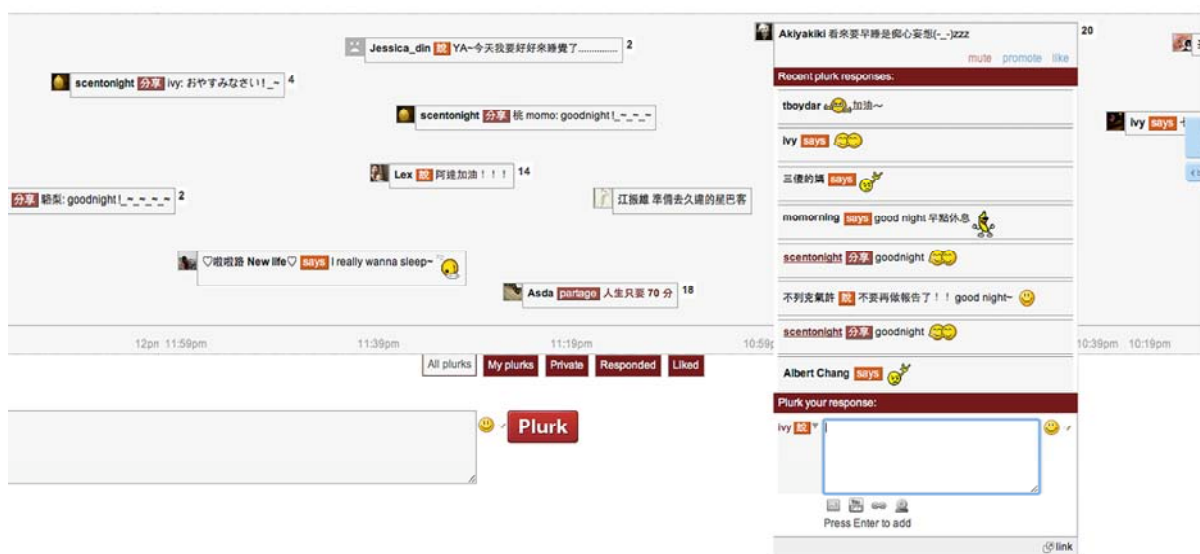 Jessica_din 說 YA~今天我要好好來睡覺了............... 2
scentonight 分享 ivy: おやすみなさい!_~ 4
scentonight 分享 桃 momo: goodnight!_~_~_~
Lex 說 阿達加油！！！ 14
分享 貂梨: goodnight!_~_~_~_~ 2
江振維 準備去久違的星巴客
♡啦啦路 New life♡ says I really wanna sleep~
Asda partage 人生只要 70 分 18
12pm 11:59pm 11:39pm 11:19pm 10:59p
All plurks My plurks Private Responded Liked
Plurk
Akiyakiki 看來要早睡是痴心妄想(-_-)zzz 20
mute promote like
Recent plurk responses:
tboydar 加油～
ivy says
三傻的媽 says
momorning says good night 早點休息
scentonight 分享 goodnight
不列克氣許 說 不要再做報告了！！good night~
scentonight 分享 goodnight
Albert Chang says
Plurk your response:
ivy 說
Press Enter to add
link
ivy says
10:39pm 10:19pm